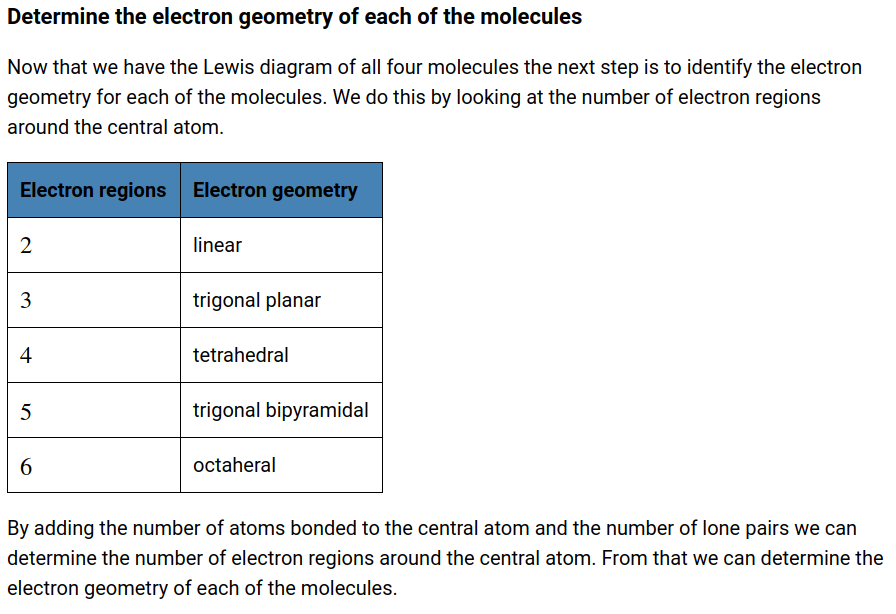 Determine the electron geometry of each of the molecules
Now that we have the Lewis diagram of all four molecules the next step is to identify the electron
geometry for each of the molecules. We do this by looking at the number of electron regions
around the central atom.
Electron regions Electron geometry
2 linear
3 trigonal planar
4 tetrahedral
5 trigonal bipyramidal
6 octaheral
By adding the number of atoms bonded to the central atom and the number of lone pairs we can
determine the number of electron regions around the central atom. From that we can determine the
electron geometry of each of the molecules.